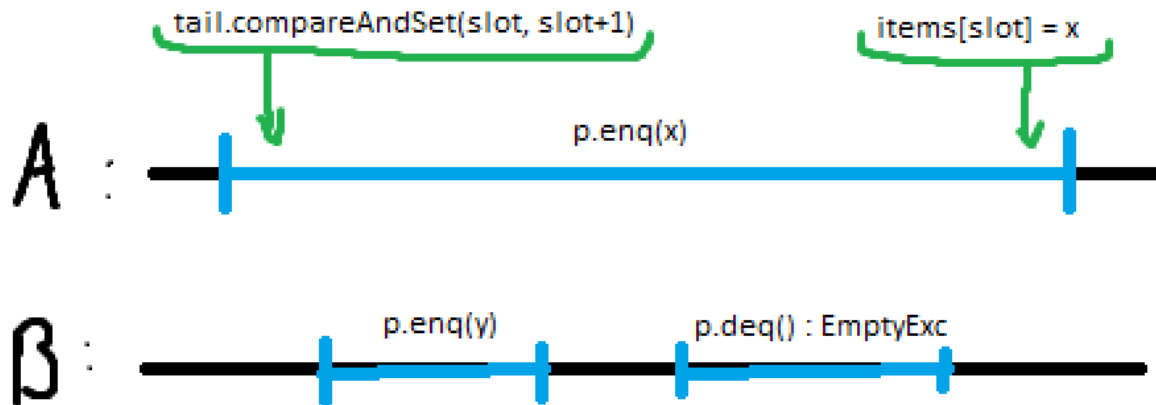 tail.compareAndSet(slot, slot+1) items[slot] = x
p.enq(x)
A :
p.enq(y) p.deq() : EmptyExc
B :